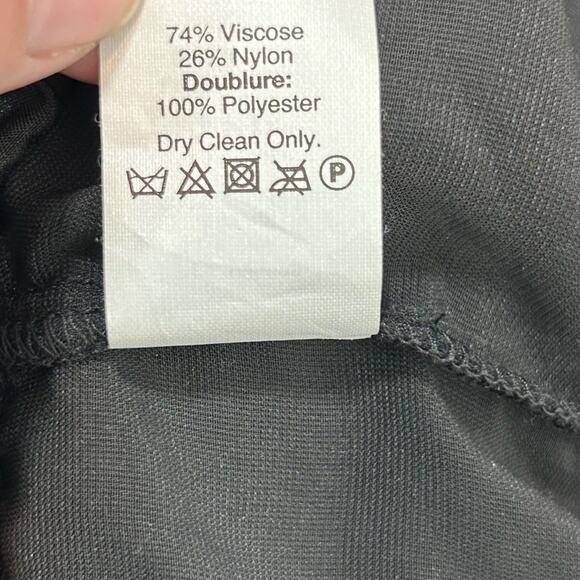 74% Viscose
26% Nylon
Doublure:
100% Polyester
Dry Clean Only.
P